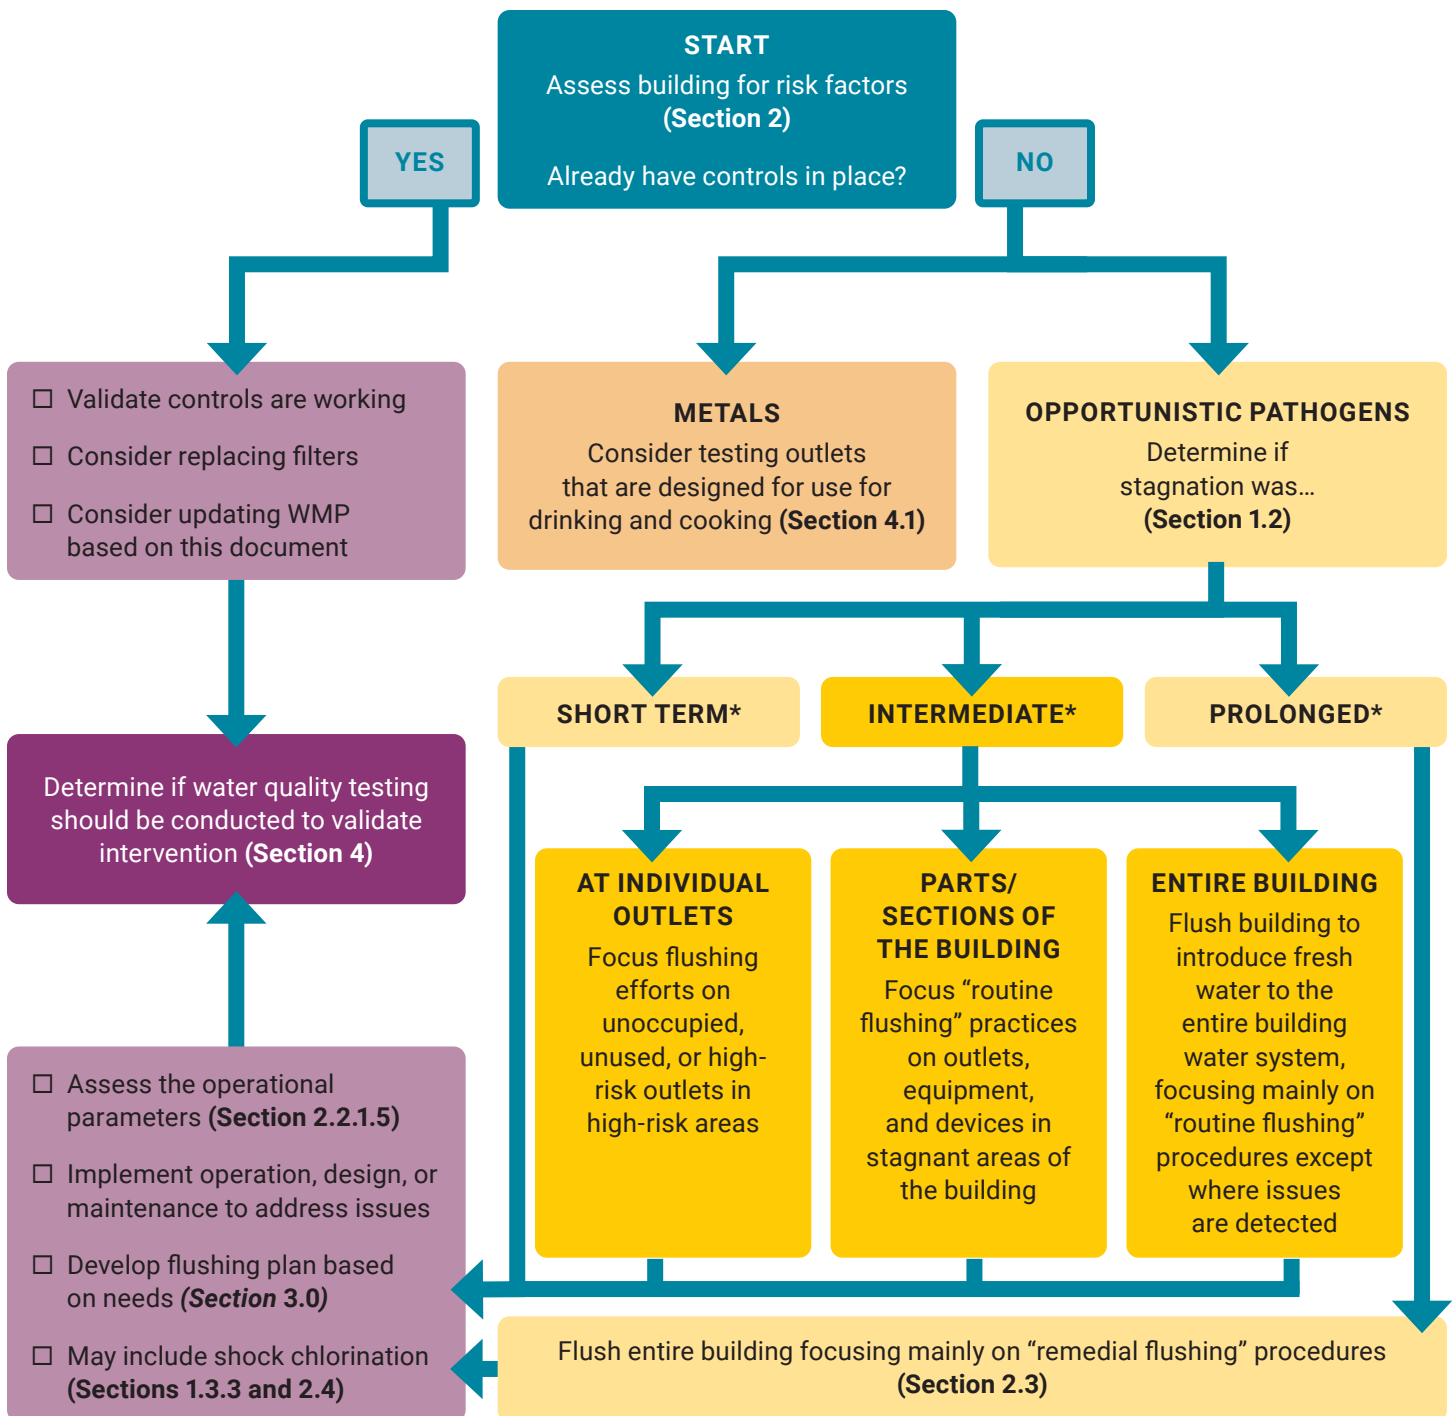 START
Assess building for risk factors
(Section 2)
Already have controls in place?
YES
NO
☐ Validate controls are working
☐ Consider replacing filters
☐ Consider updating WMP
based on this document
METALS
Consider testing outlets
that are designed for use for
drinking and cooking (Section 4.1)
OPPORTUNISTIC PATHOGENS
Determine if
stagnation was...
(Section 1.2)
SHORT TERM*
INTERMEDIATE*
PROLONGED*
Determine if water quality testing
should be conducted to validate
intervention (Section 4)
AT INDIVIDUAL
OUTLETS
Focus flushing
efforts on
unoccupied,
unused, or high-
risk outlets in
high-risk areas
PARTS/
SECTIONS OF
THE BUILDING
Focus “routine
flushing” practices
on outlets,
equipment,
and devices in
stagnant areas of
the building
ENTIRE BUILDING
Flush building to
introduce fresh
water to the
entire building
water system,
focusing mainly on
“routine flushing”
procedures except
where issues
are detected
☐ Assess the operational
parameters (Section 2.2.1.5)
☐ Implement operation, design, or
maintenance to address issues
☐ Develop flushing plan based
on needs (Section 3.0)
☐ May include shock chlorination
(Sections 1.3.3 and 2.4)
Flush entire building focusing mainly on “remedial flushing” procedures
(Section 2.3)